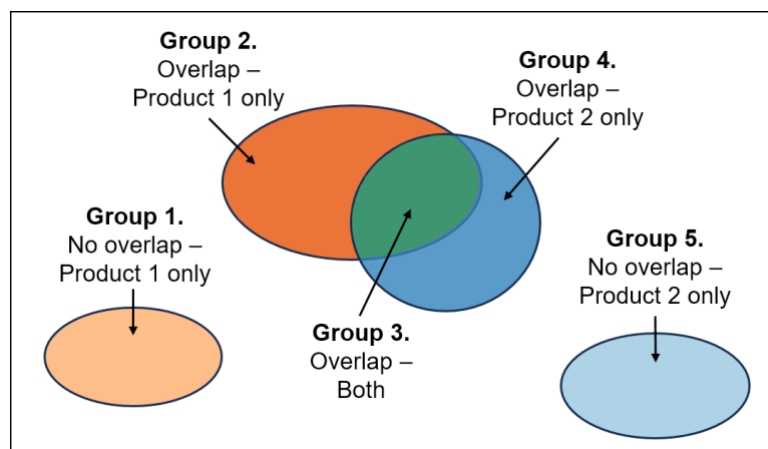 Group 2.
Overlap –
Product 1 only
Group 4.
Overlap –
Product 2 only
Group 1.
No overlap –
Product 1 only
Group 5.
No overlap –
Product 2 only
Group 3.
Overlap –
Both